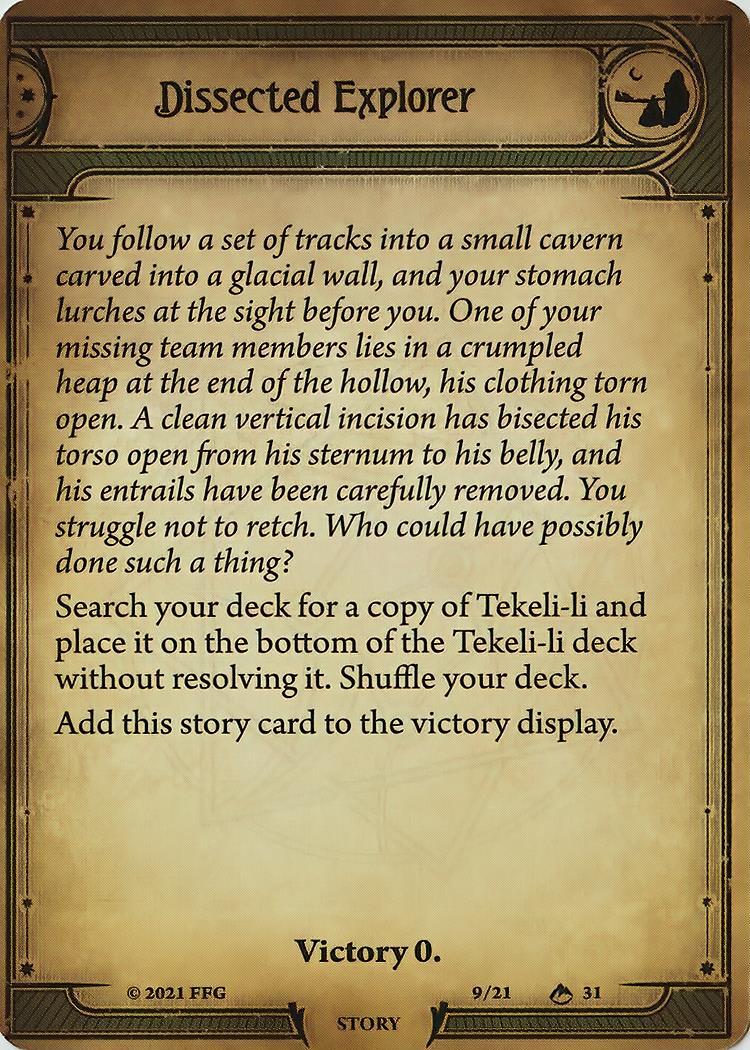 Dissected Explorer
You follow a set of tracks into a small cavern
carved into a glacial wall, and your stomach
lurches at the sight before you. One of your
missing team members lies in a crumpled
heap at the end of the hollow, his clothing torn
open. A clean vertical incision has bisected his
torso open from his sternum to his belly, and
his entrails have been carefully removed. You
struggle not to retch. Who could have possibly
done such a thing?
Search your deck for a copy of Tekeli-li and
place it on the bottom of the Tekeli-li deck
without resolving it. Shuffle your deck.
Add this story card to the victory display.
Victory 0.
© 2021 FFG 9/21 31
STORY